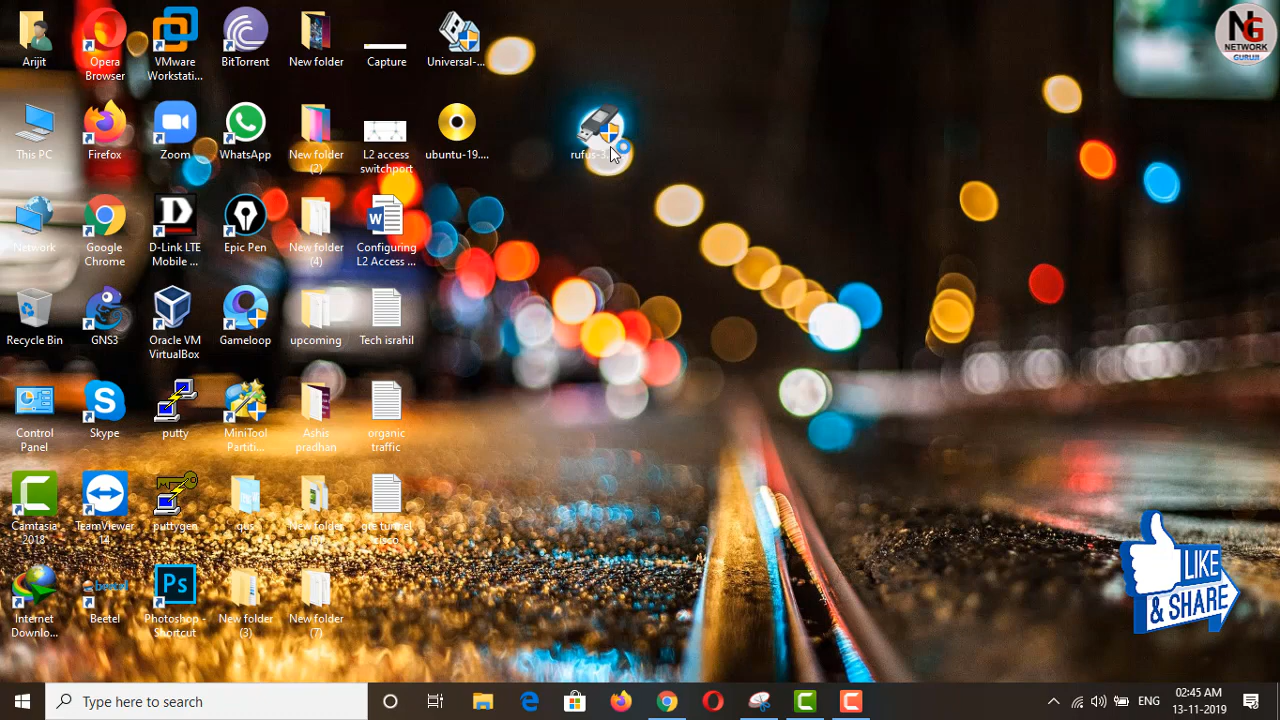 Arijit
Opera
Browser
VMware
Workstati...
BitTorrent
New folder
Capture
Universal-...
NG
NETWORK
GURUJI
This PC
Firefox
Zoom
WhatsApp
New folder
(2)
L2 access
switchport
ubuntu-19....
Network
Google
Chrome
D-Link LTE
Mobile ...
Epic Pen
New folder
(4)
Configuring
L2 Access ...
Recycle Bin
GNS3
Oracle VM
VirtualBox
Gameloop
upcoming
Tech israhil
Control
Panel
Skype
putty
MiniTool
Partiti...
Ashis
pradhan
organic
traffic
Camtasia
2018
TeamViewer
14
puttygen
qus
New folder
gre tunnel
cisco
Internet
Downlo...
beetel
Beetel
Ps
Photoshop -
Shortcut
New folder
(3)
New folder
(7)
LIKE
& SHARE
Type here to search
ENG
02:45 AM
13-11-2019